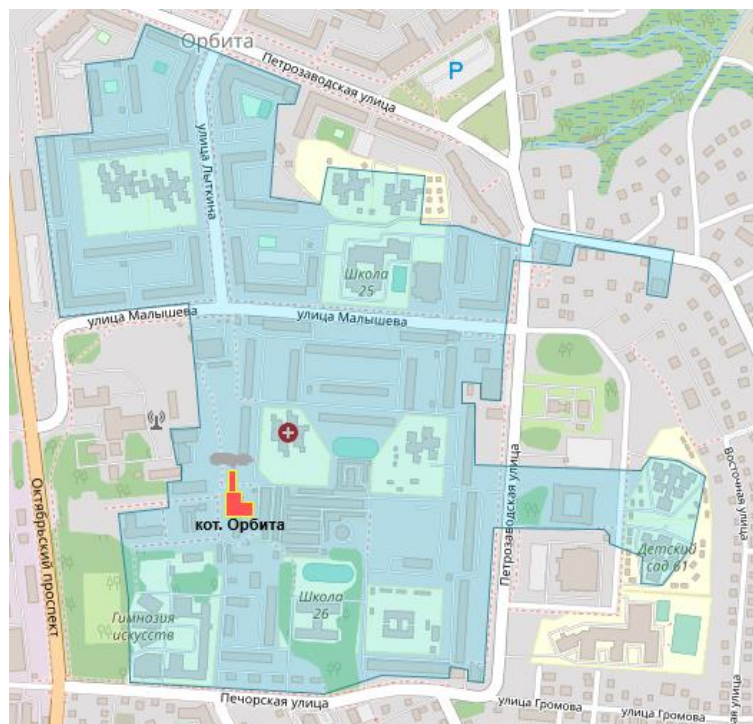 Орбита
Петрозаводская улица
P
улица Лыткина
Школа
25
улица Малышева
улица Малышева
Восточная улица
Октябрьский проспект
кот. Орбита
Петрозаводская улица
Детский
сад 61
Школа
26
Гимназия
искусств
Печорская улица
улица Громова
улица Громова